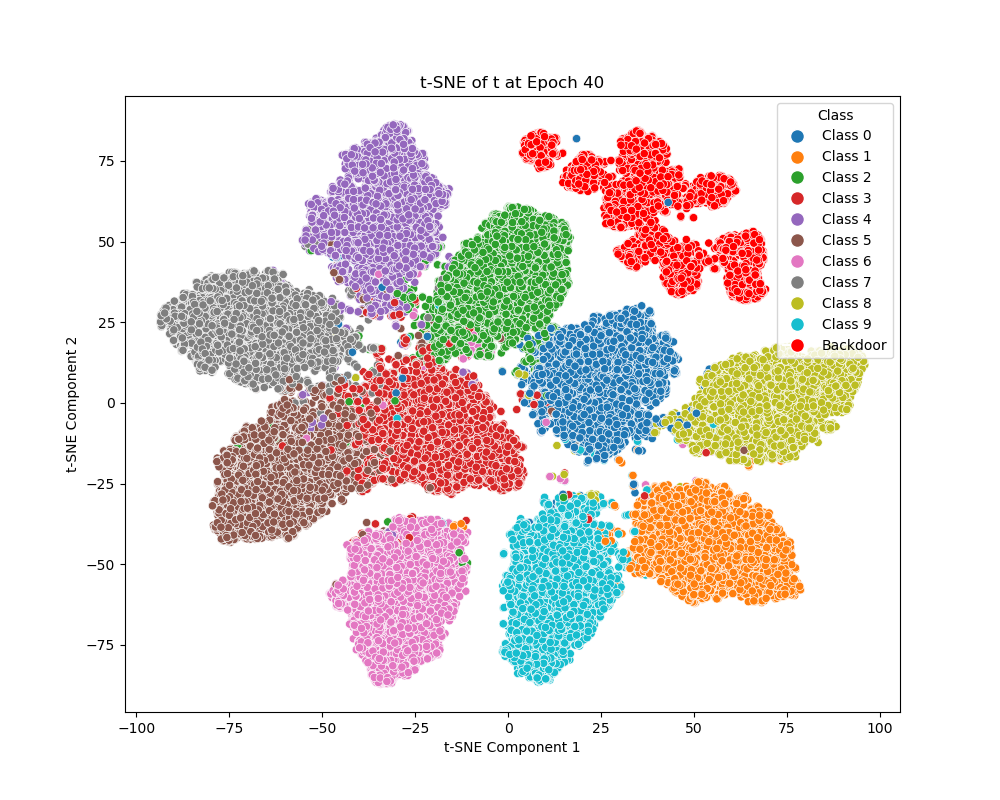 t-SNE of t at Epoch 40
Class
Class 0
Class 1
Class 2
Class 3
Class 4
Class 5
Class 6
Class 7
Class 8
Class 9
Backdoor
75
50
25
0
−25
−50
−75
t-SNE Component 2
−100
−75
−50
−25
0
25
50
75
100
t-SNE Component 1